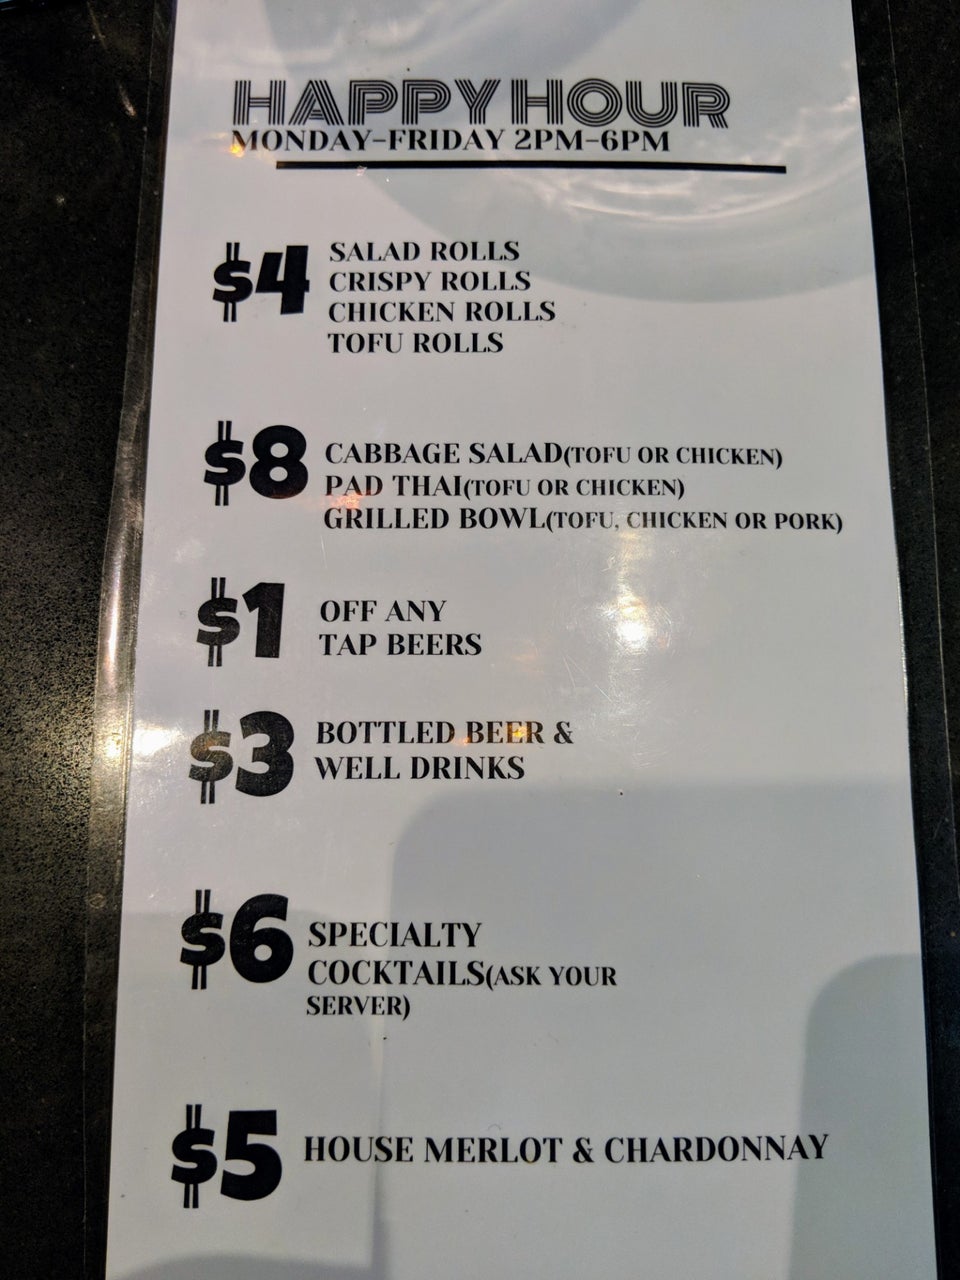 HAPPY HOUR
MONDAY-FRIDAY 2PM-6PM
$4 SALAD ROLLS
CRISPY ROLLS
CHICKEN ROLLS
TOFU ROLLS
$8 CABBAGE SALAD(TOFU OR CHICKEN)
PAD THAI(TOFU OR CHICKEN)
GRILLED BOWL(TOFU, CHICKEN OR PORK)
$1 OFF ANY
TAP BEERS
$3 BOTTLED BEER &
WELL DRINKS
$6 SPECIALTY
COCKTAILS(ASK YOUR
SERVER)
$5 HOUSE MERLOT & CHARDONNAY